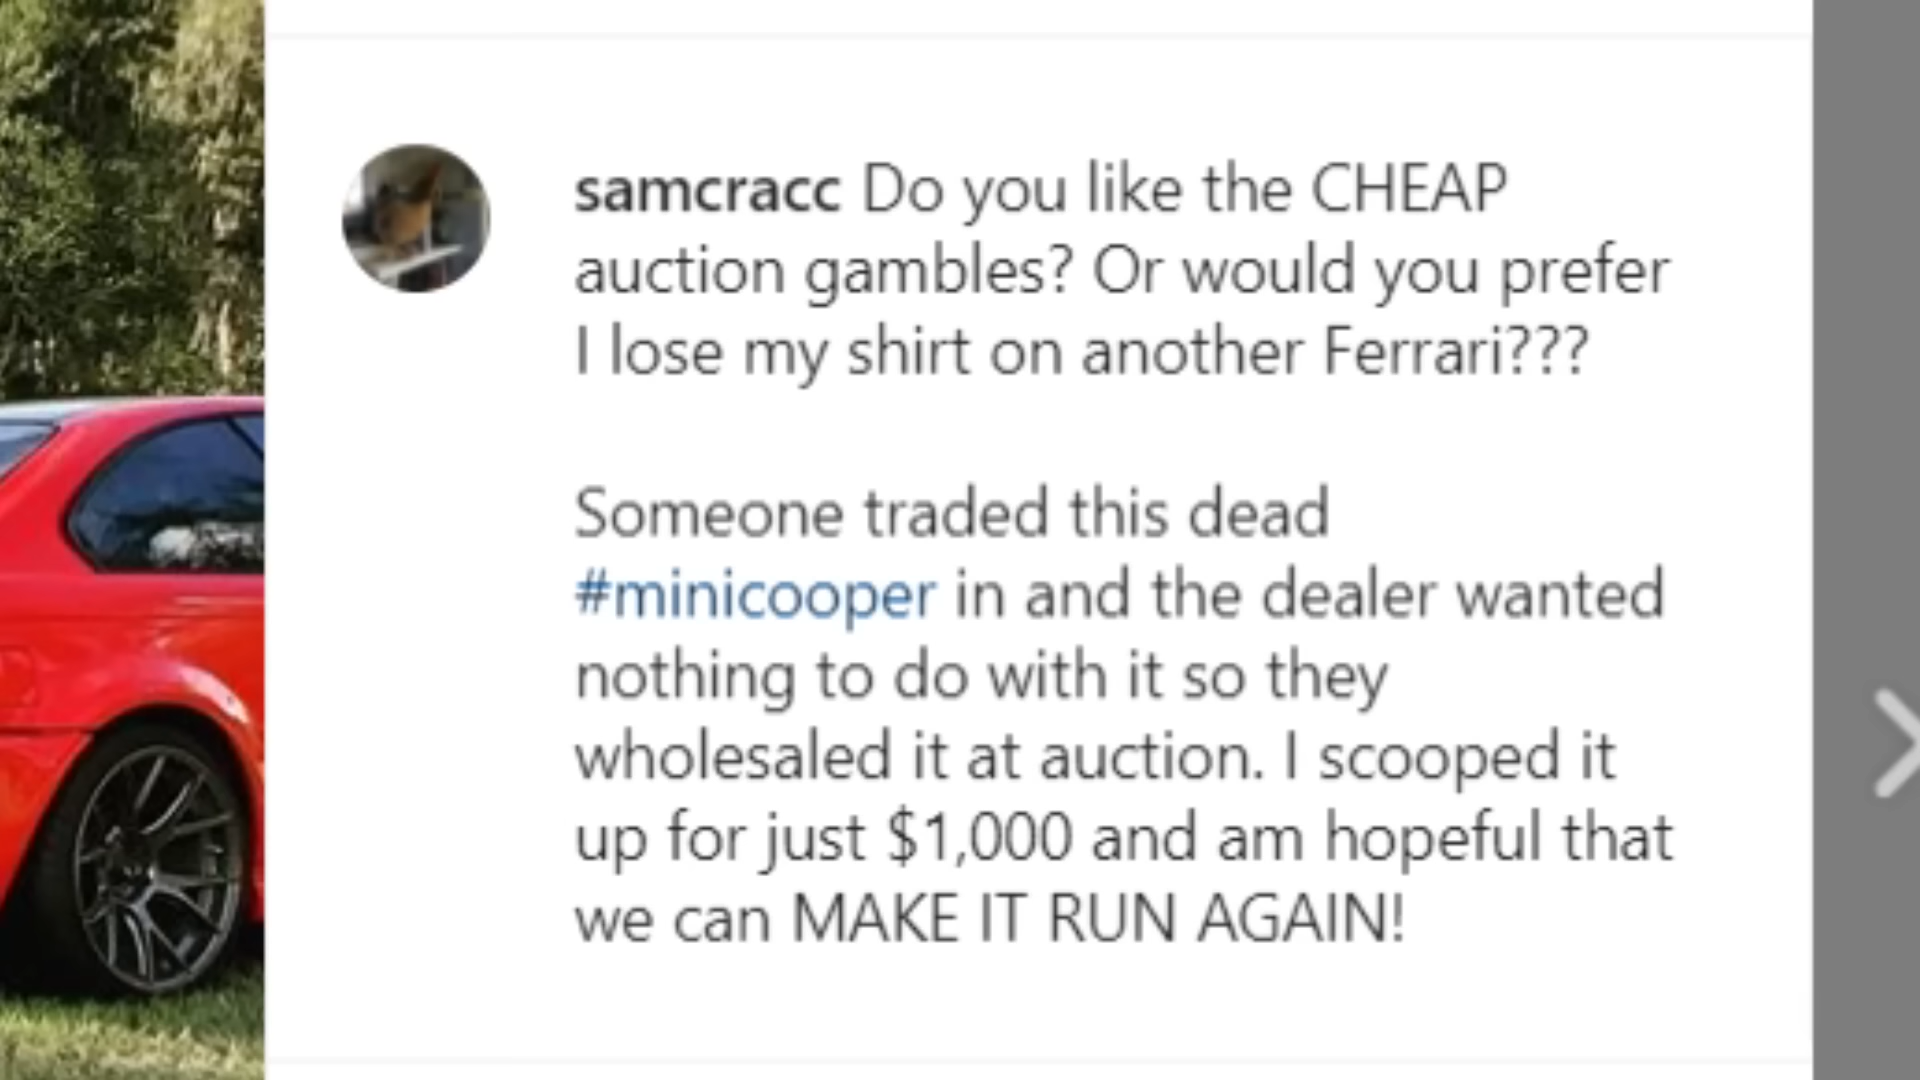 samcracc Do you like the CHEAP
auction gambles? Or would you prefer
I lose my shirt on another Ferrari???
Someone traded this dead
#minicooper in and the dealer wanted
nothing to do with it so they
wholesaled it at auction. I scooped it
up for just $1,000 and am hopeful that
we can MAKE IT RUN AGAIN!